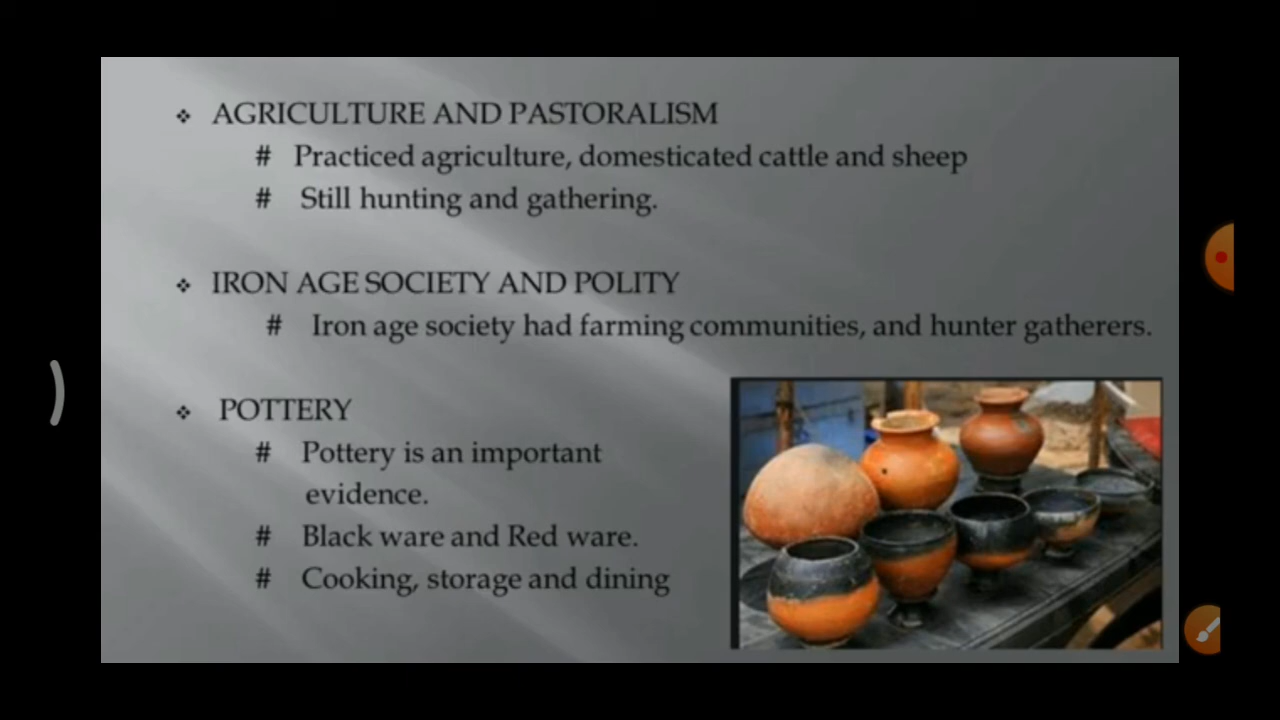 ❖ AGRICULTURE AND PASTORALISM
# Practiced agriculture, domesticated cattle and sheep
# Still hunting and gathering.
❖ IRON AGE SOCIETY AND POLITY
# Iron age society had farming communities, and hunter gatherers.
❖ POTTERY
# Pottery is an important
evidence.
# Black ware and Red ware.
# Cooking, storage and dining